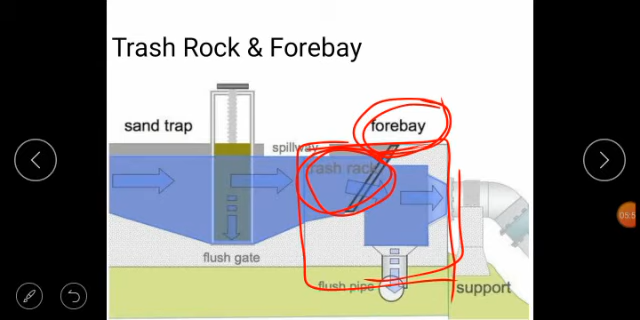 Trash Rock & Forebay
sand trap
forebay
spillway
trash rack
flush gate
flush pipe
support